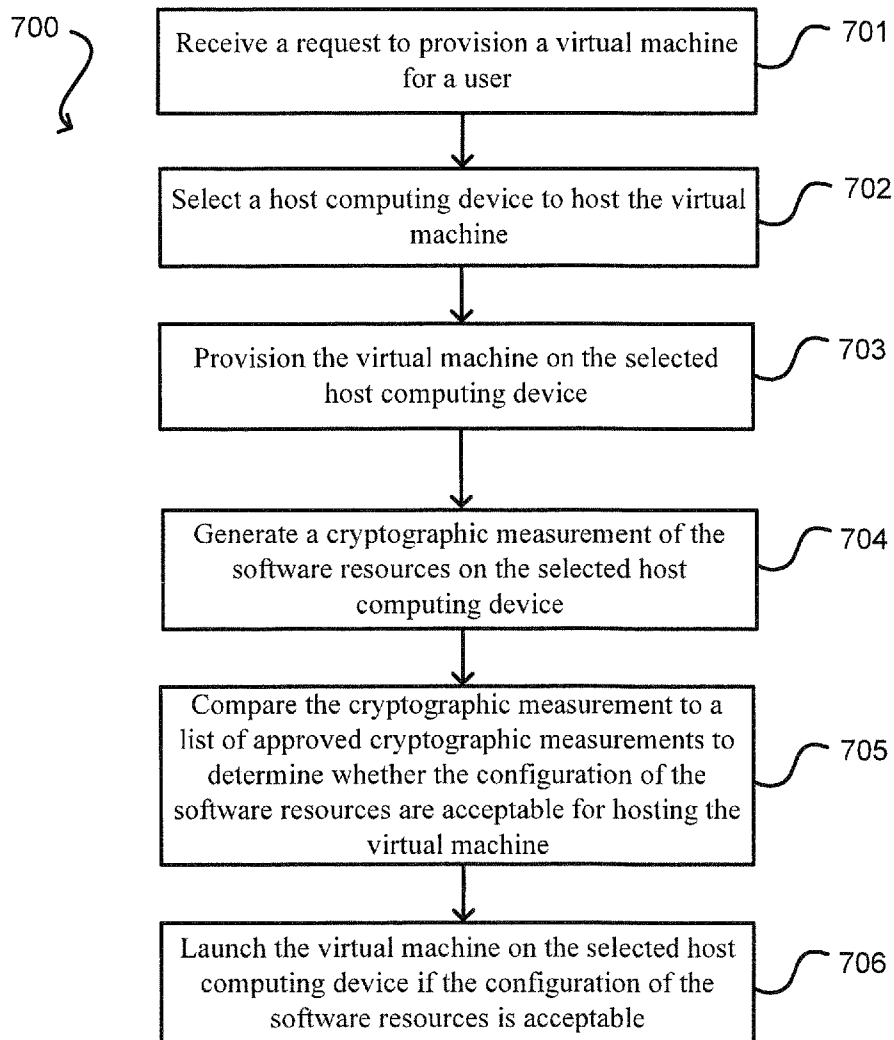 700
Receive a request to provision a virtual machine
for a user
701
Select a host computing device to host the virtual
machine
702
Provision the virtual machine on the selected
host computing device
703
Generate a cryptographic measurement of the
software resources on the selected host
computing device
704
Compare the cryptographic measurement to a
list of approved cryptographic measurements to
determine whether the configuration of the
software resources are acceptable for hosting the
virtual machine
705
Launch the virtual machine on the selected host
computing device if the configuration of the
software resources is acceptable
706